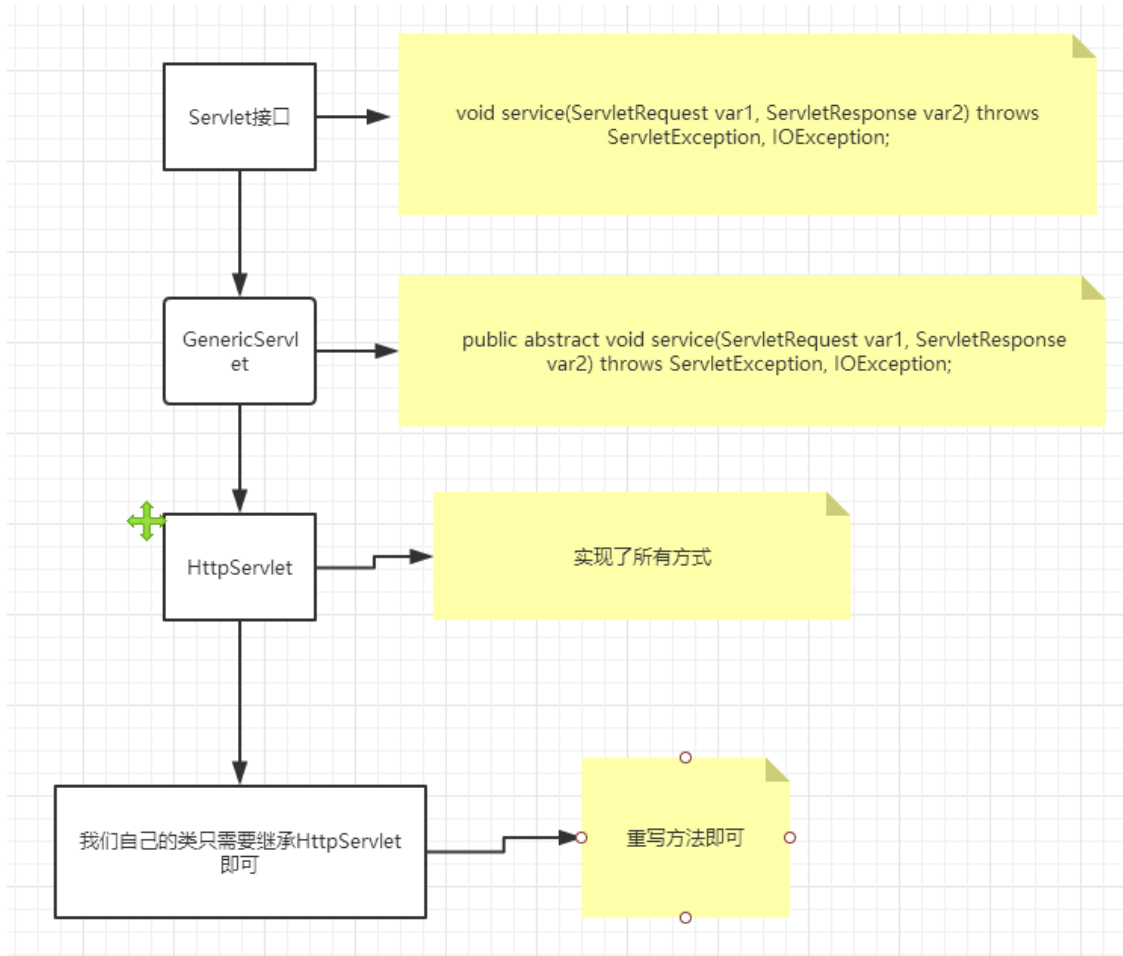 Servlet接口
void service(ServletRequest var1, ServletResponse var2) throws
ServletException, IOException;
GenericServl
et
public abstract void service(ServletRequest var1, ServletResponse
var2) throws ServletException, IOException;
HttpServlet
实现了所有方式
我们自己的类只需要继承HttpServlet
即可
重写方法即可